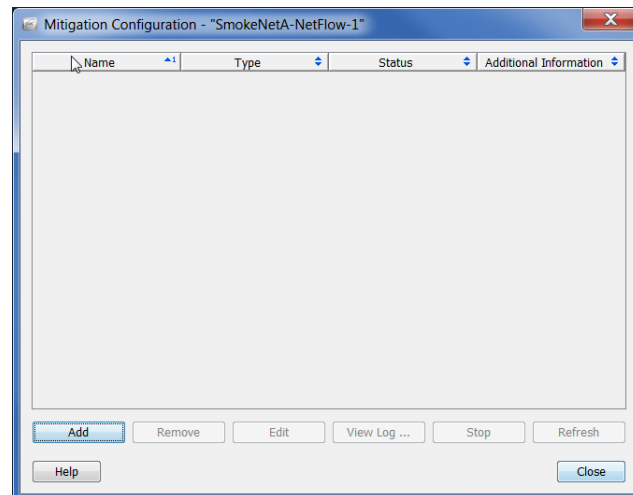 Mitigation Configuration - "SmokeNetA-NetFlow-1"
Name 1 Type Status Additional Information
Add Remove Edit View Log ... Stop Refresh
Help Close